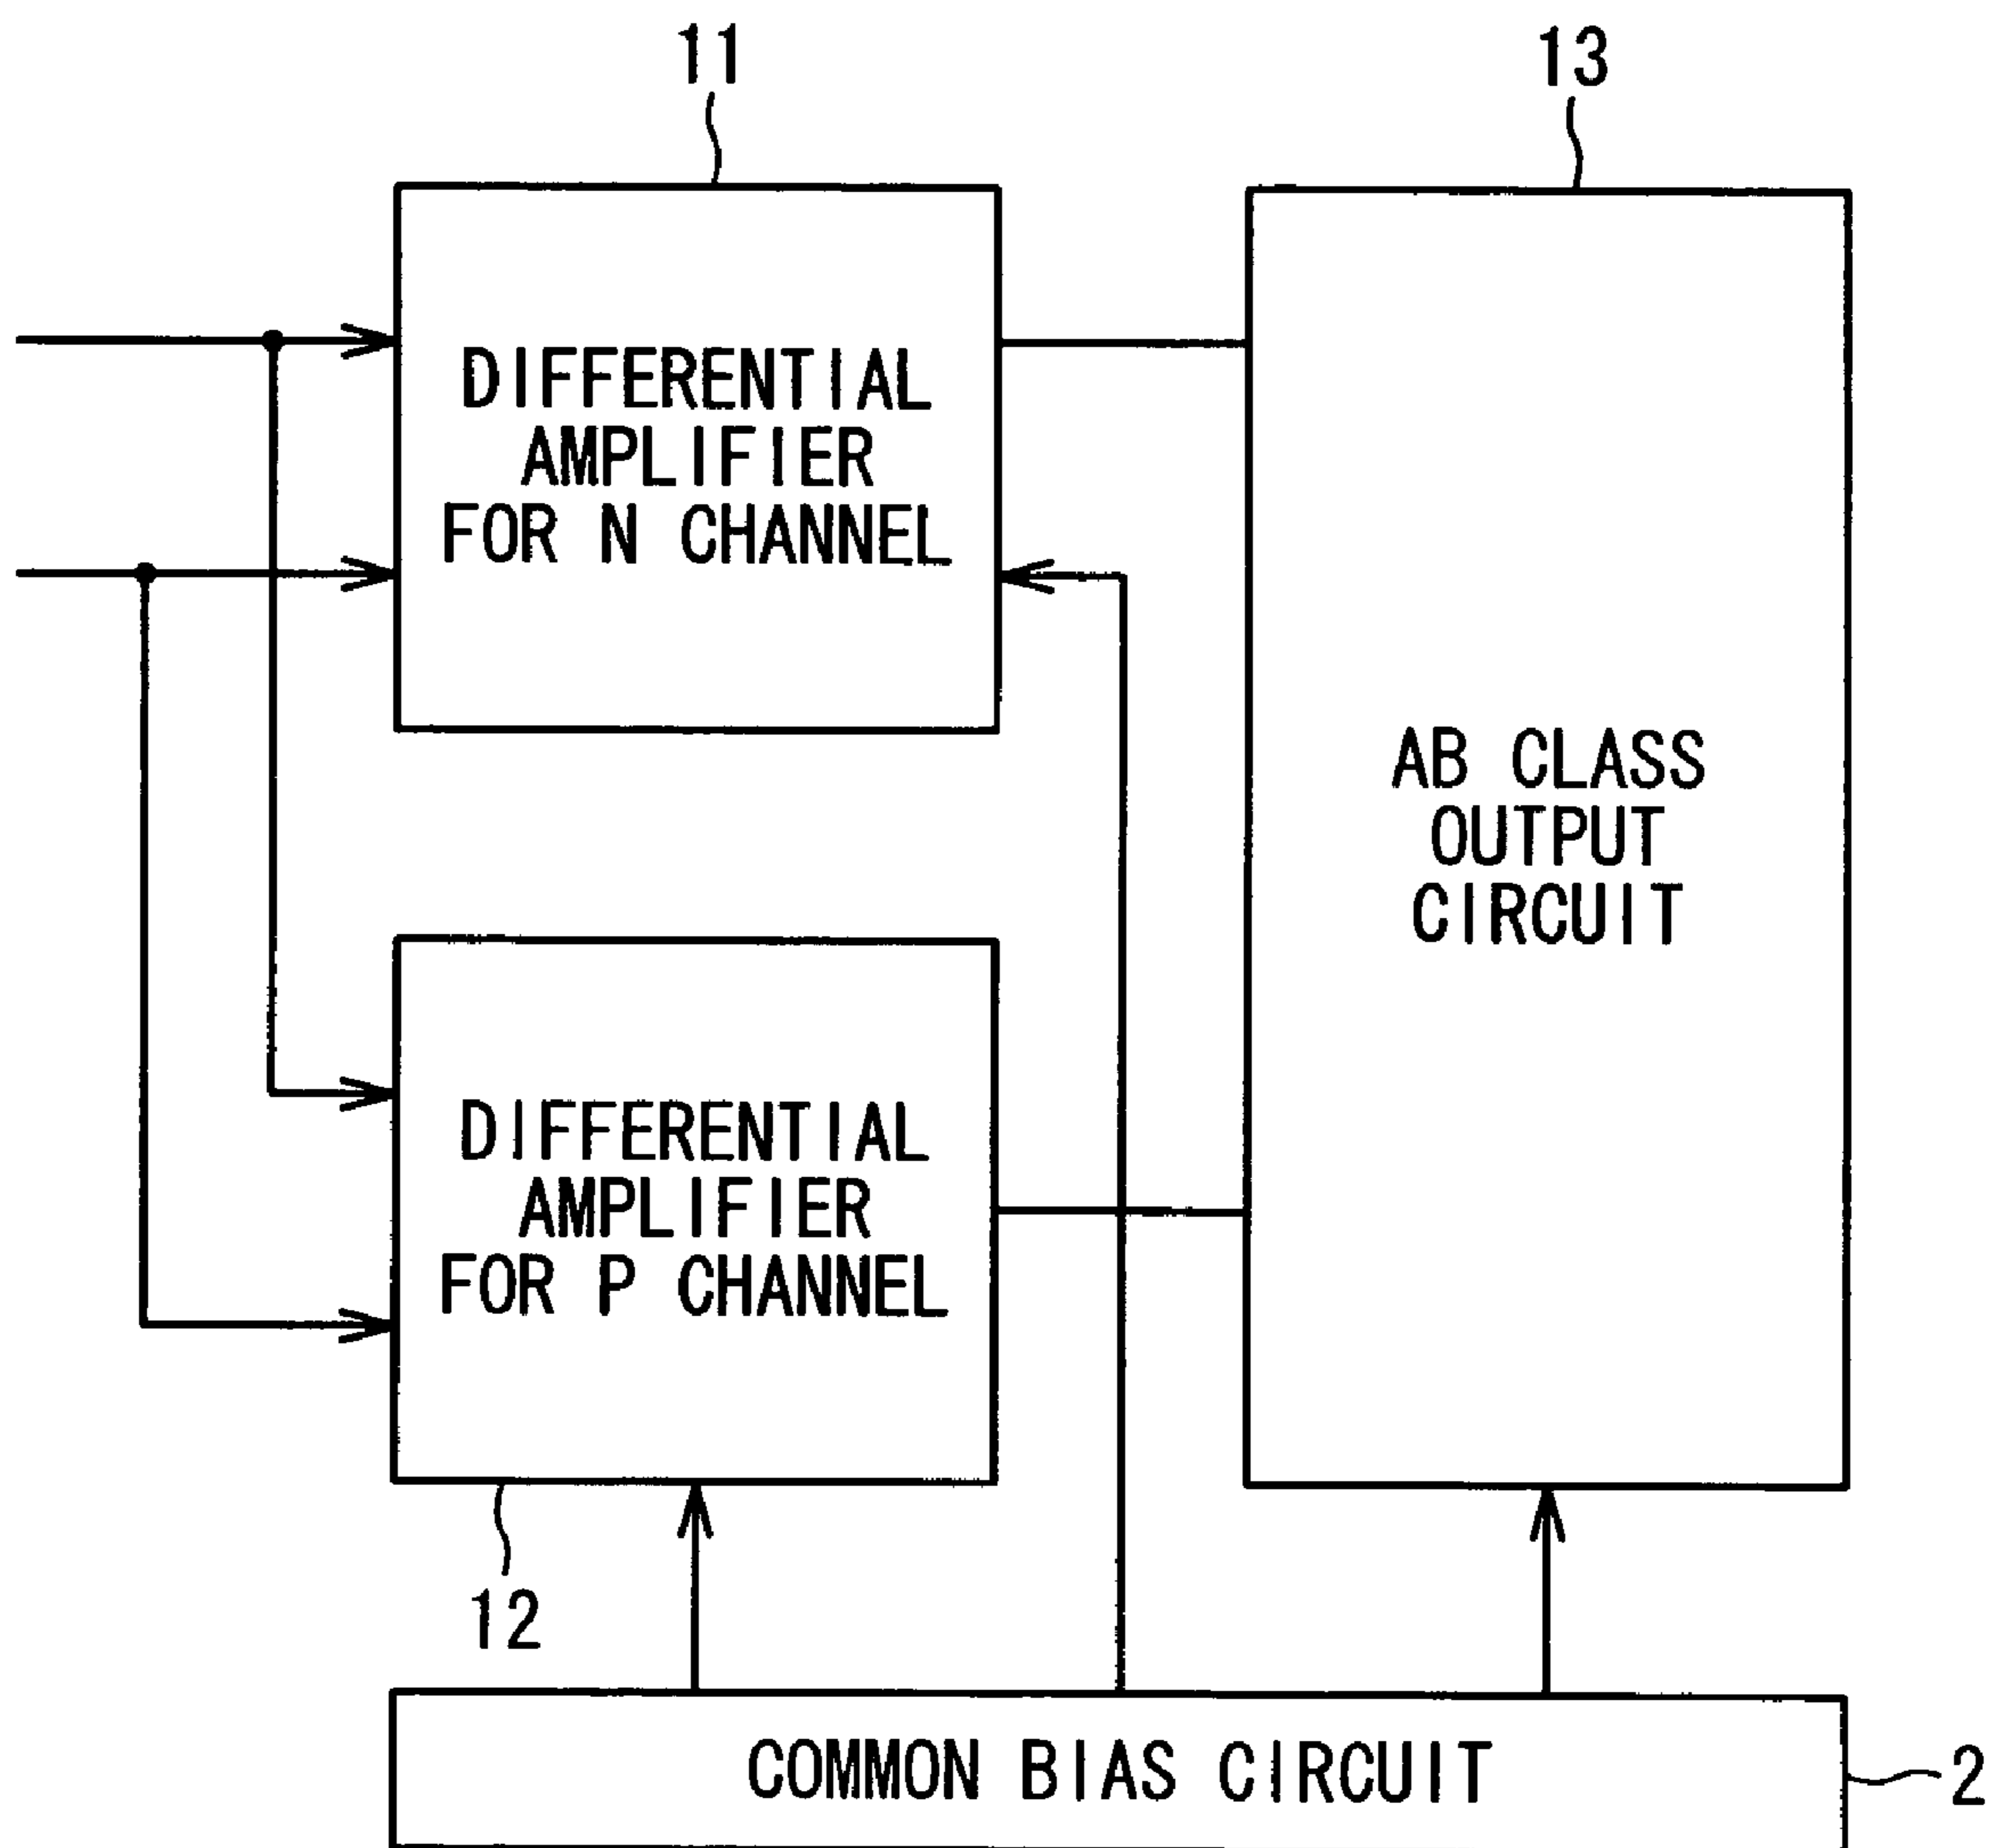 11
13
DIFFERENTIAL
AMPLIFIER
FOR N CHANNEL
AB CLASS
OUTPUT
CIRCUIT
DIFFERENTIAL
AMPLIFIER
FOR P CHANNEL
12
COMMON BIAS CIRCUIT
2